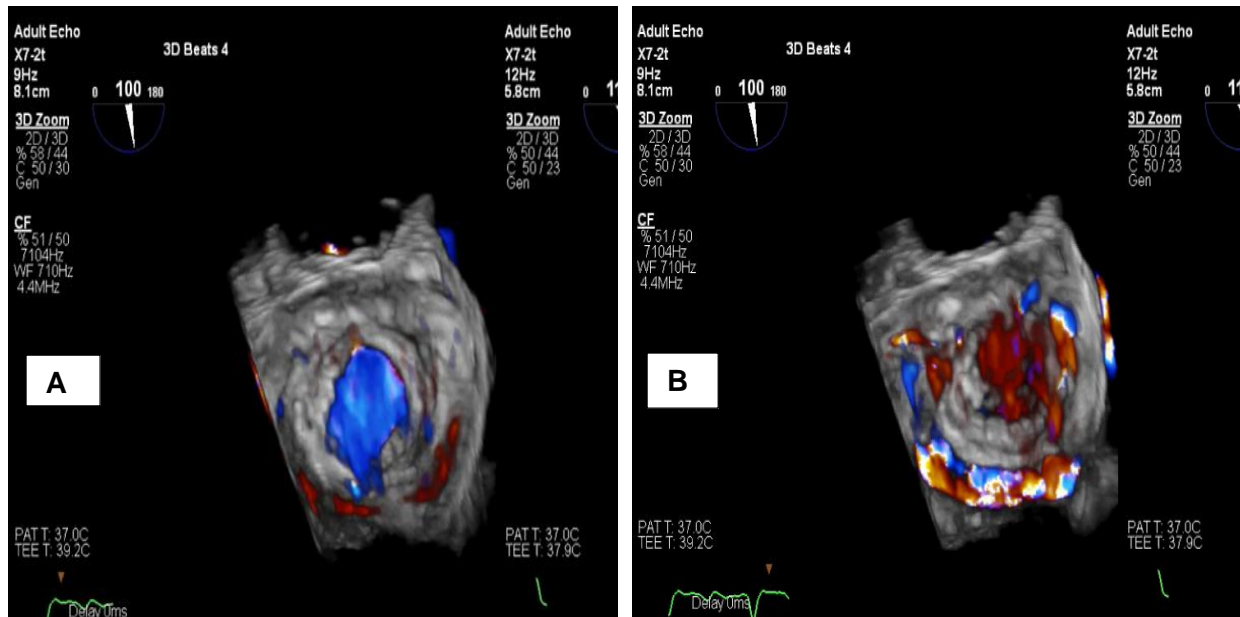 Adult Echo
X7-2t
9Hz
8.1cm
3D Beats 4
0 100 180
3D Zoom
2D / 3D
% 58 / 44
C 50 / 30
Gen
CF
% 51 / 50
7104Hz
WF 710Hz
4.4MHz
A
PAT T: 37.0C
TEE T: 39.2C
Delay 0ms
Adult Echo
X7-2t
12Hz
5.8cm
0
3D Zoom
2D / 3D
% 50 / 44
C 50 / 23
Gen
PAT T: 37.0C
TEE T: 37.9C
Adult Echo
X7-2t
9Hz
8.1cm
3D Beats 4
0 100 180
3D Zoom
2D / 3D
% 58 / 44
C 50 / 30
Gen
CF
% 51 / 50
7104Hz
WF 710Hz
4.4MHz
B
PAT T: 37.0C
TEE T: 39.2C
Delay 0ms
Adult Echo
X7-2t
12Hz
5.8cm
0
3D Zoom
2D / 3D
% 50 / 44
C 50 / 23
Gen
PAT T: 37.0C
TEE T: 37.9C